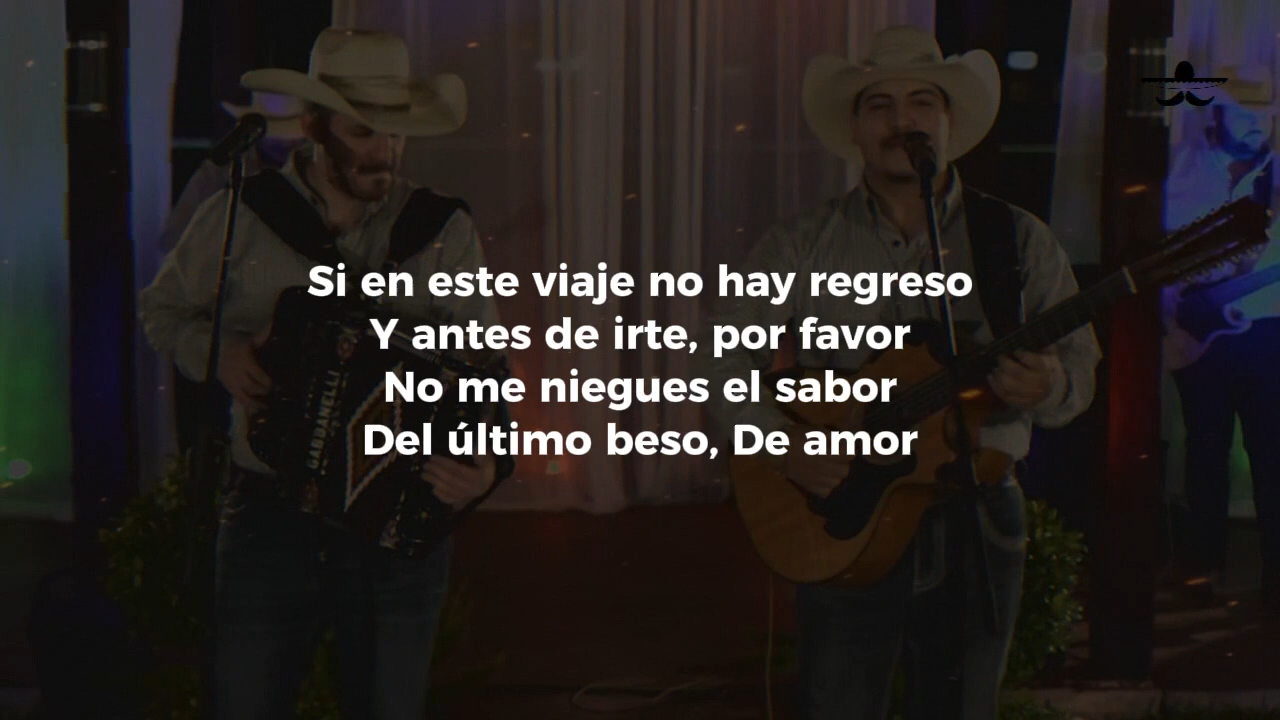 Si en este viaje no hay regreso
Y antes de irte, por favor
No me niegues el sabor
Del último beso, De amor
GABBANELLI